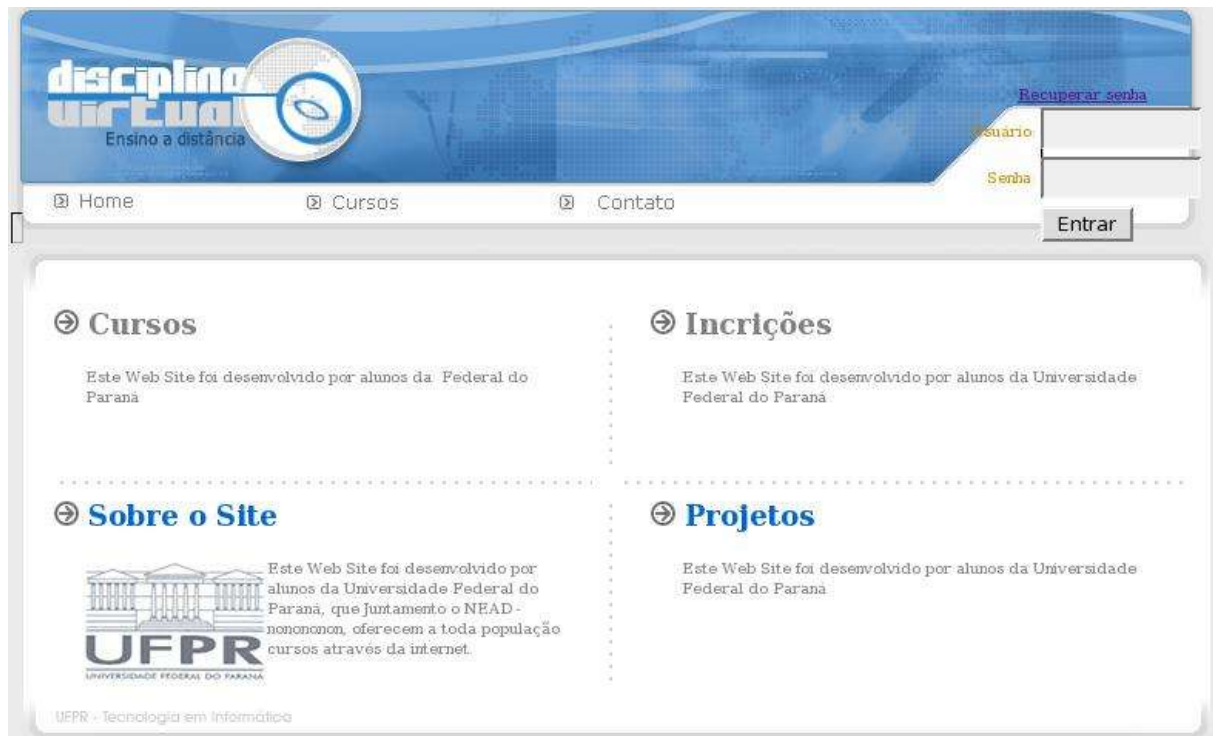 disciplina
virtual
Ensino a distância
Recuperar senha
Usuário
Senha
Entrar
Home
Cursos
Contato
Cursos
Este Web Site foi desenvolvido por alunos da Federal do
Paraná
Incrições
Este Web Site foi desenvolvido por alunos da Universidade
Federal do Paraná
Sobre o Site
Este Web Site foi desenvolvido por
alunos da Universidade Federal do
Paraná, que Juntamento o NEAD -
nonononon, oferecem a toda população
cursos através da internet.
UFPR
UNIVERSIDADE FEDERAL DO PARANÁ
Projetos
Este Web Site foi desenvolvido por alunos da Universidade
Federal do Paraná
UFPR - Tecnologia em Informática